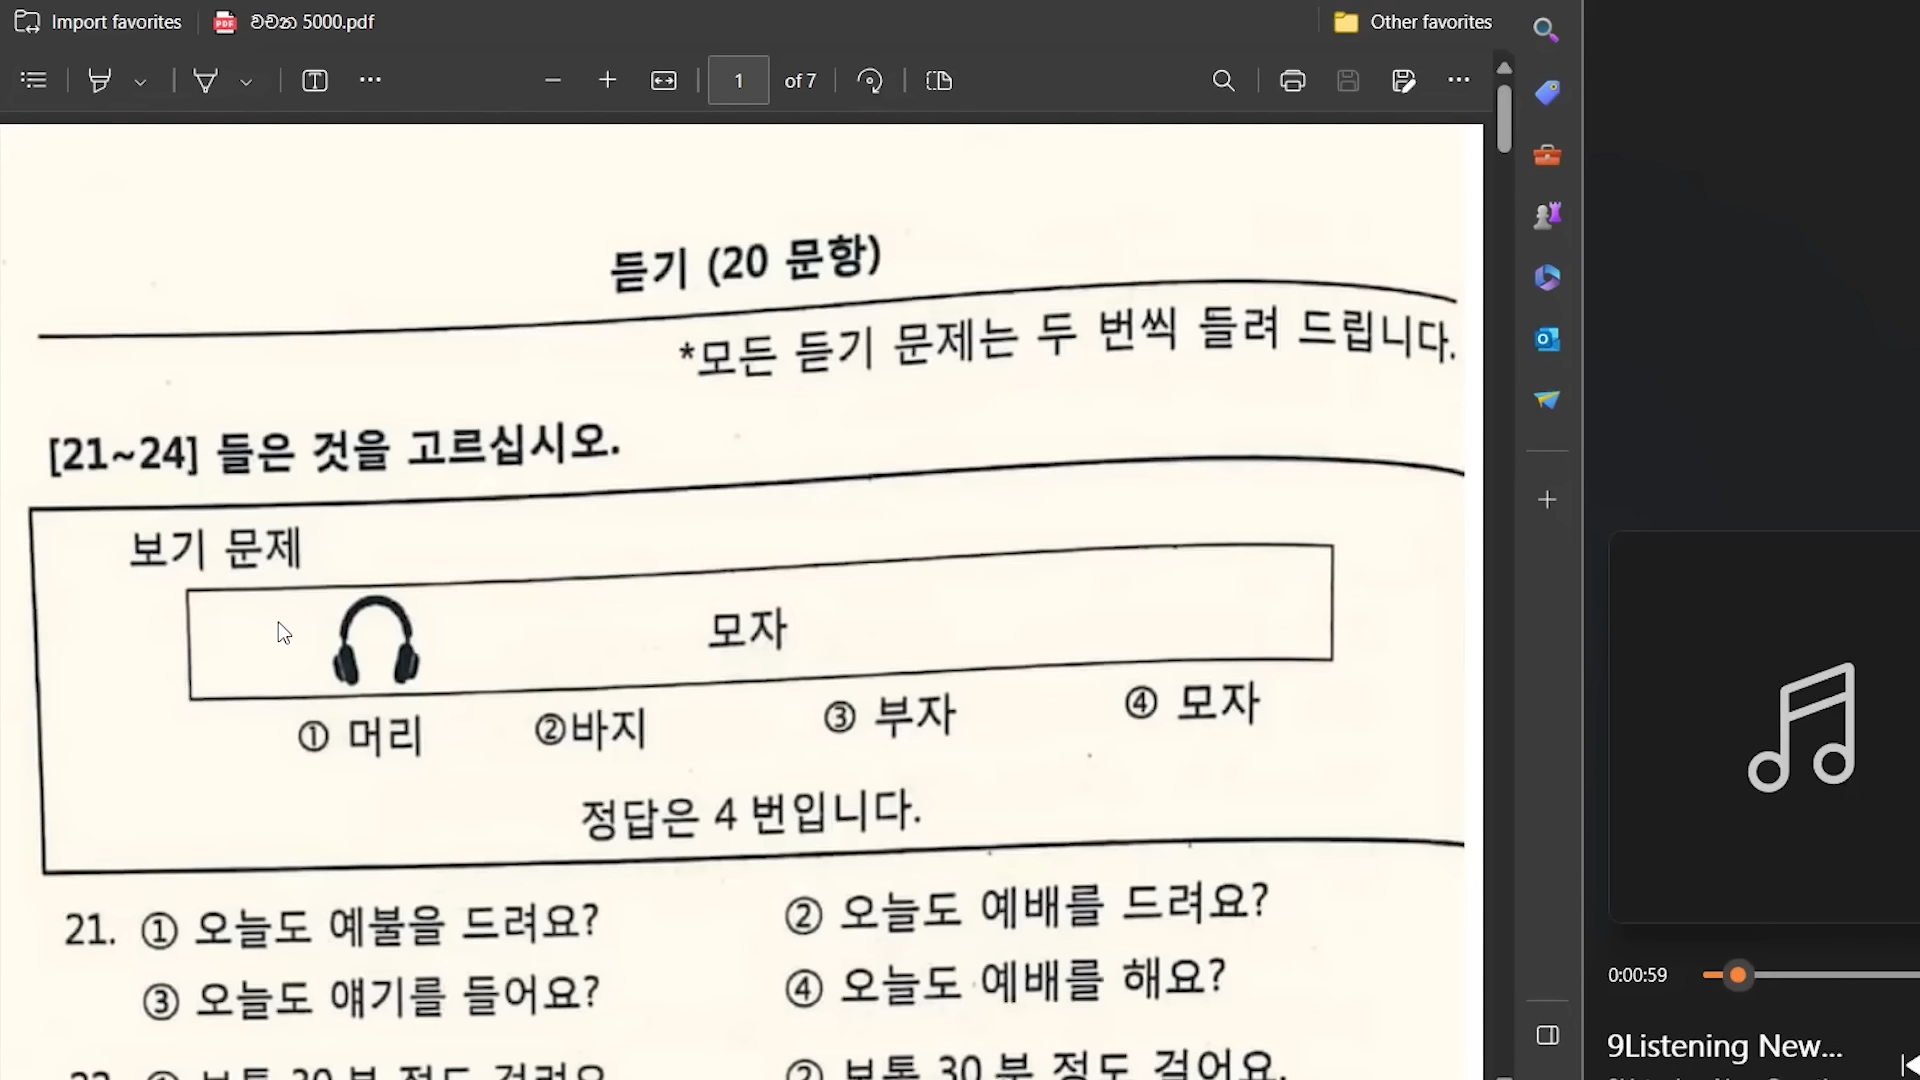 Import favorites වචන 5000.pdf Other favorites
1 of 7
듣기 (20 문항)
*모든 듣기 문제는 두 번씩 들려 드립니다.
[21~24] 들은 것을 고르십시오.
보기 문제
모자
① 머리 ②바지 ③ 부자 ④ 모자
정답은 4 번입니다.
21. ① 오늘도 예불을 드려요? ② 오늘도 예배를 드려요?
③ 오늘도 얘기를 들어요? ④ 오늘도 예배를 해요?
② 보통 30 분 정도 걸어요.
0:00:59
9Listening New...